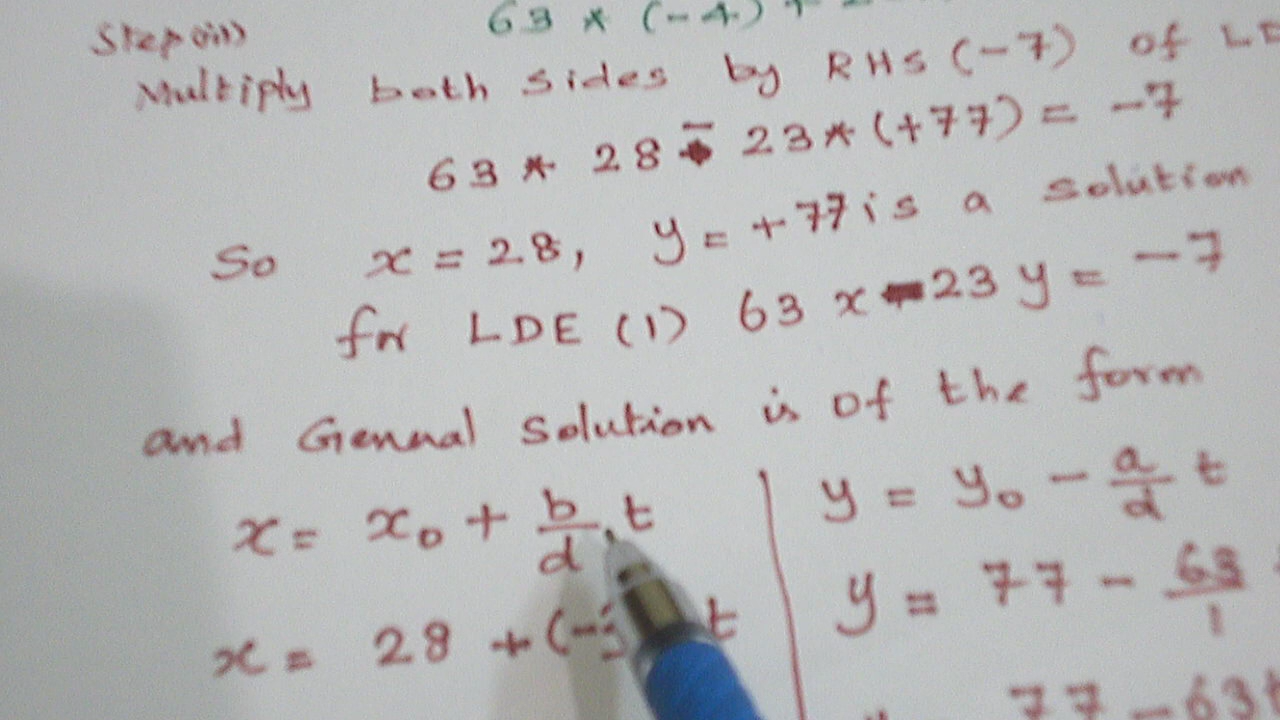 63 * (-4) +
Step (iii)
Multiply both sides by RHS (-7) of
63 * 28 - 23 * (+77) = -7
So x = 28, y = +77 is a solution
for LDE (1) 63 x - 23 y = -7
and General solution is of the form
x = x₀ + b/d t
y = y₀ - a/d t
x = 28 + (- t
y = 77 - 63/1
77 - 63t